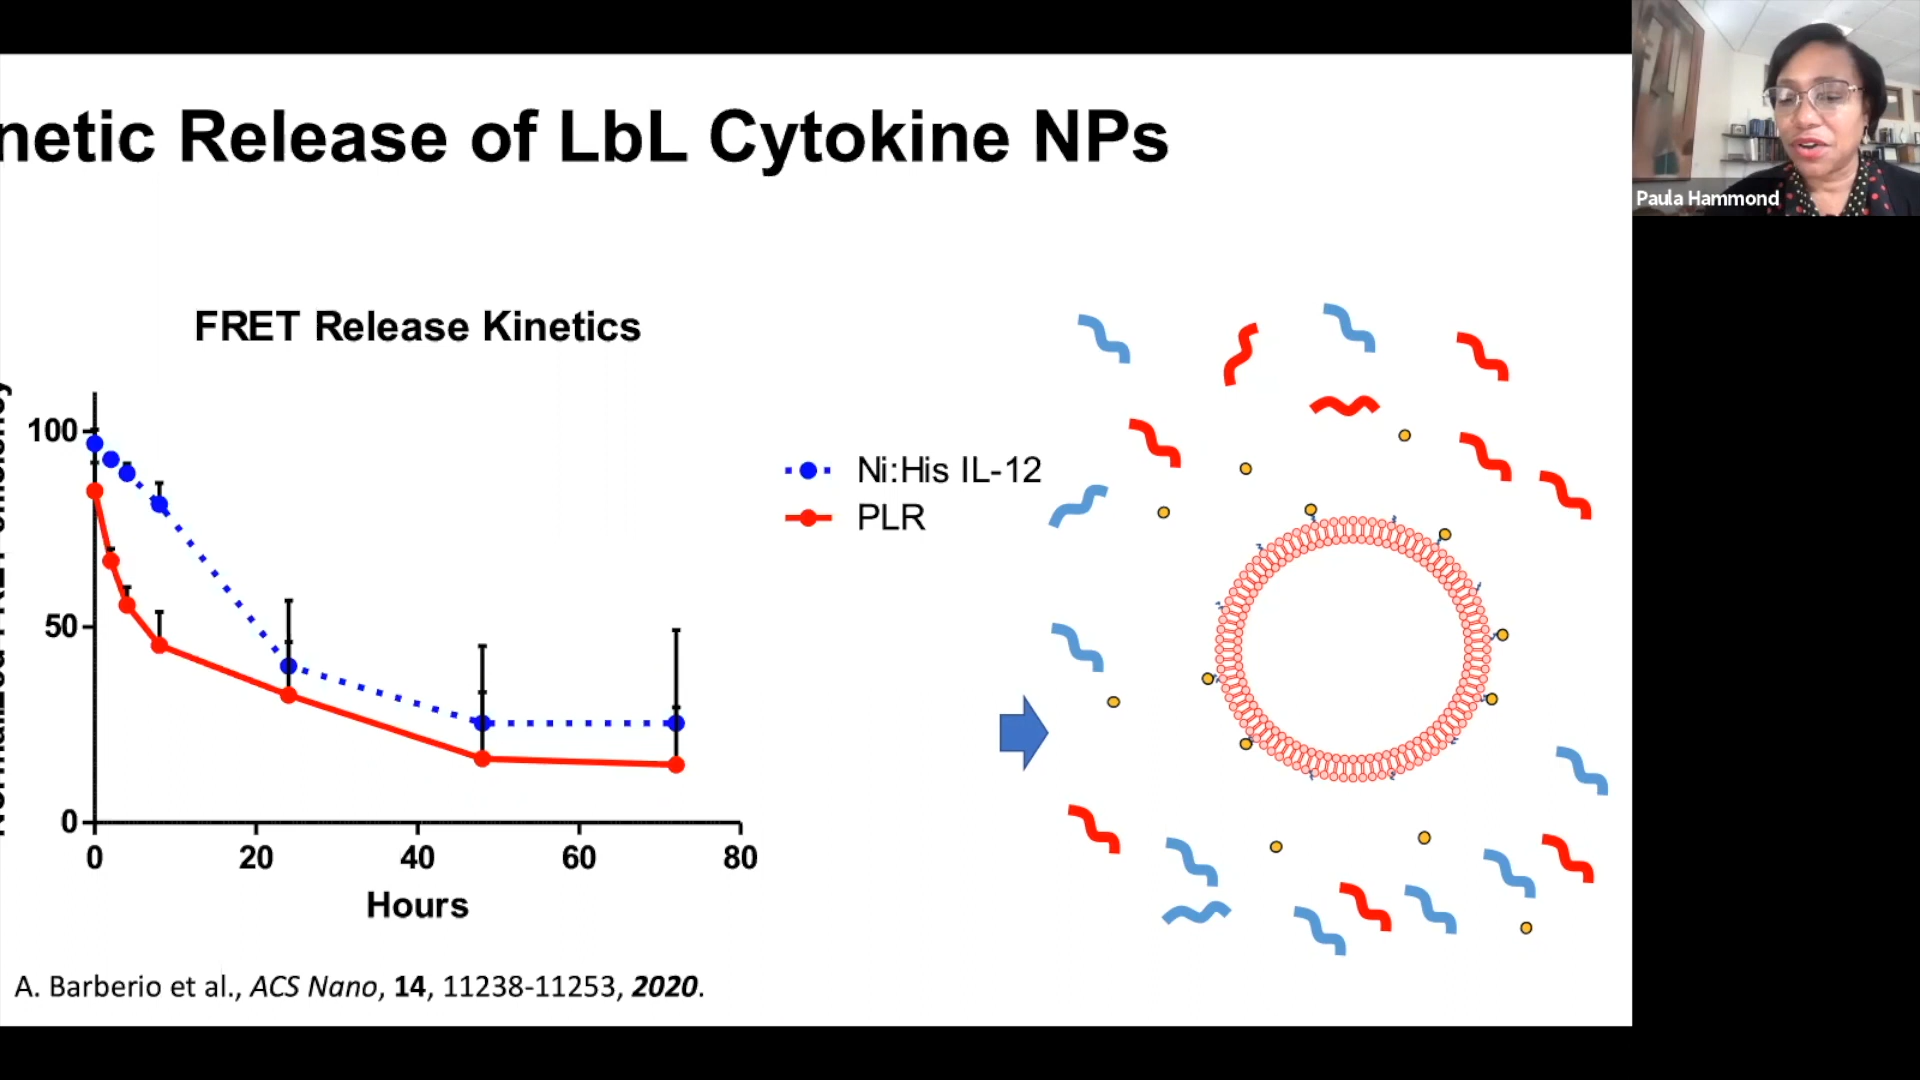 netic Release of LbL Cytokine NPs
Paula Hammond
FRET Release Kinetics
100
50
0
0 20 40 60 80
Hours
Ni:His IL-12
PLR
A. Barberio et al., ACS Nano, 14, 11238-11253, 2020.